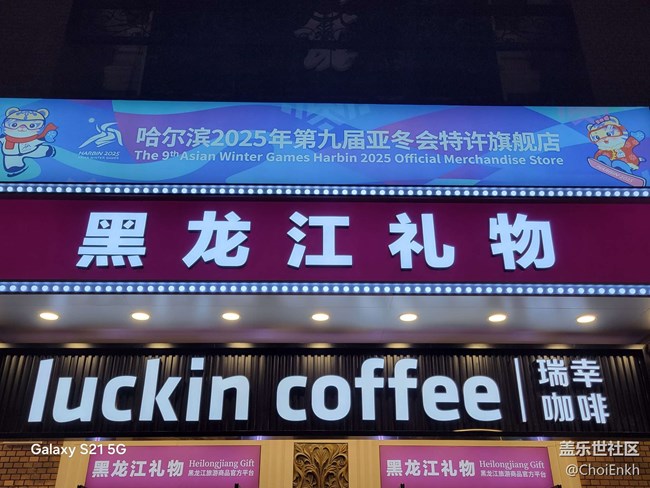 HARBIN 2025
哈尔滨2025年第九届亚冬会特许旗舰店
The 9th Asian Winter Games Harbin 2025 Official Merchandise Store
黑龙江礼物
luckin coffee
瑞幸
咖啡
Galaxy S21 5G
黑龙江礼物 Heilongjiang Gift
黑龙江旅游商品官方平台
黑龙江礼物 Heilongjiang Gift
黑龙江旅游商品官方平台
盖乐世社区
@ChoiEnkh